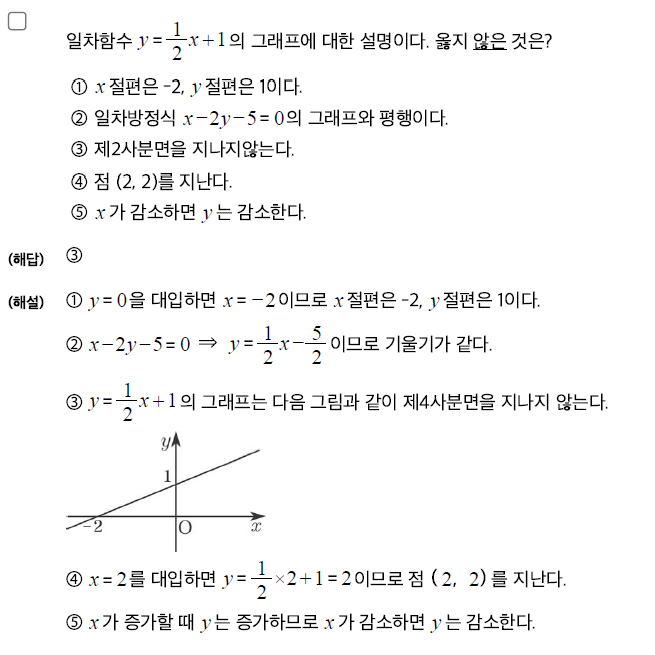 일차함수 y=1/2x+1의 그래프에 대한 설명이다. 옳지 않은 것은?
① x절편은 -2, y절편은 1이다.
② 일차방정식 x-2y-5=0의 그래프와 평행이다.
③ 제2사분면을 지나지않는다.
④ 점 (2, 2)를 지난다.
⑤ x가 감소하면 y는 감소한다.
(해답) ③
(해설) ① y=0을 대입하면 x=-2이므로 x절편은 -2, y절편은 1이다.
② x-2y-5=0 ⇒ y=1/2x-5/2이므로 기울기가 같다.
③ y=1/2x+1의 그래프는 다음 그림과 같이 제4사분면을 지나지 않는다.
y
1
-2 O x
④ x=2를 대입하면 y=1/2×2+1=2이므로 점 (2, 2)를 지난다.
⑤ x가 증가할 때 y는 증가하므로 x가 감소하면 y는 감소한다.